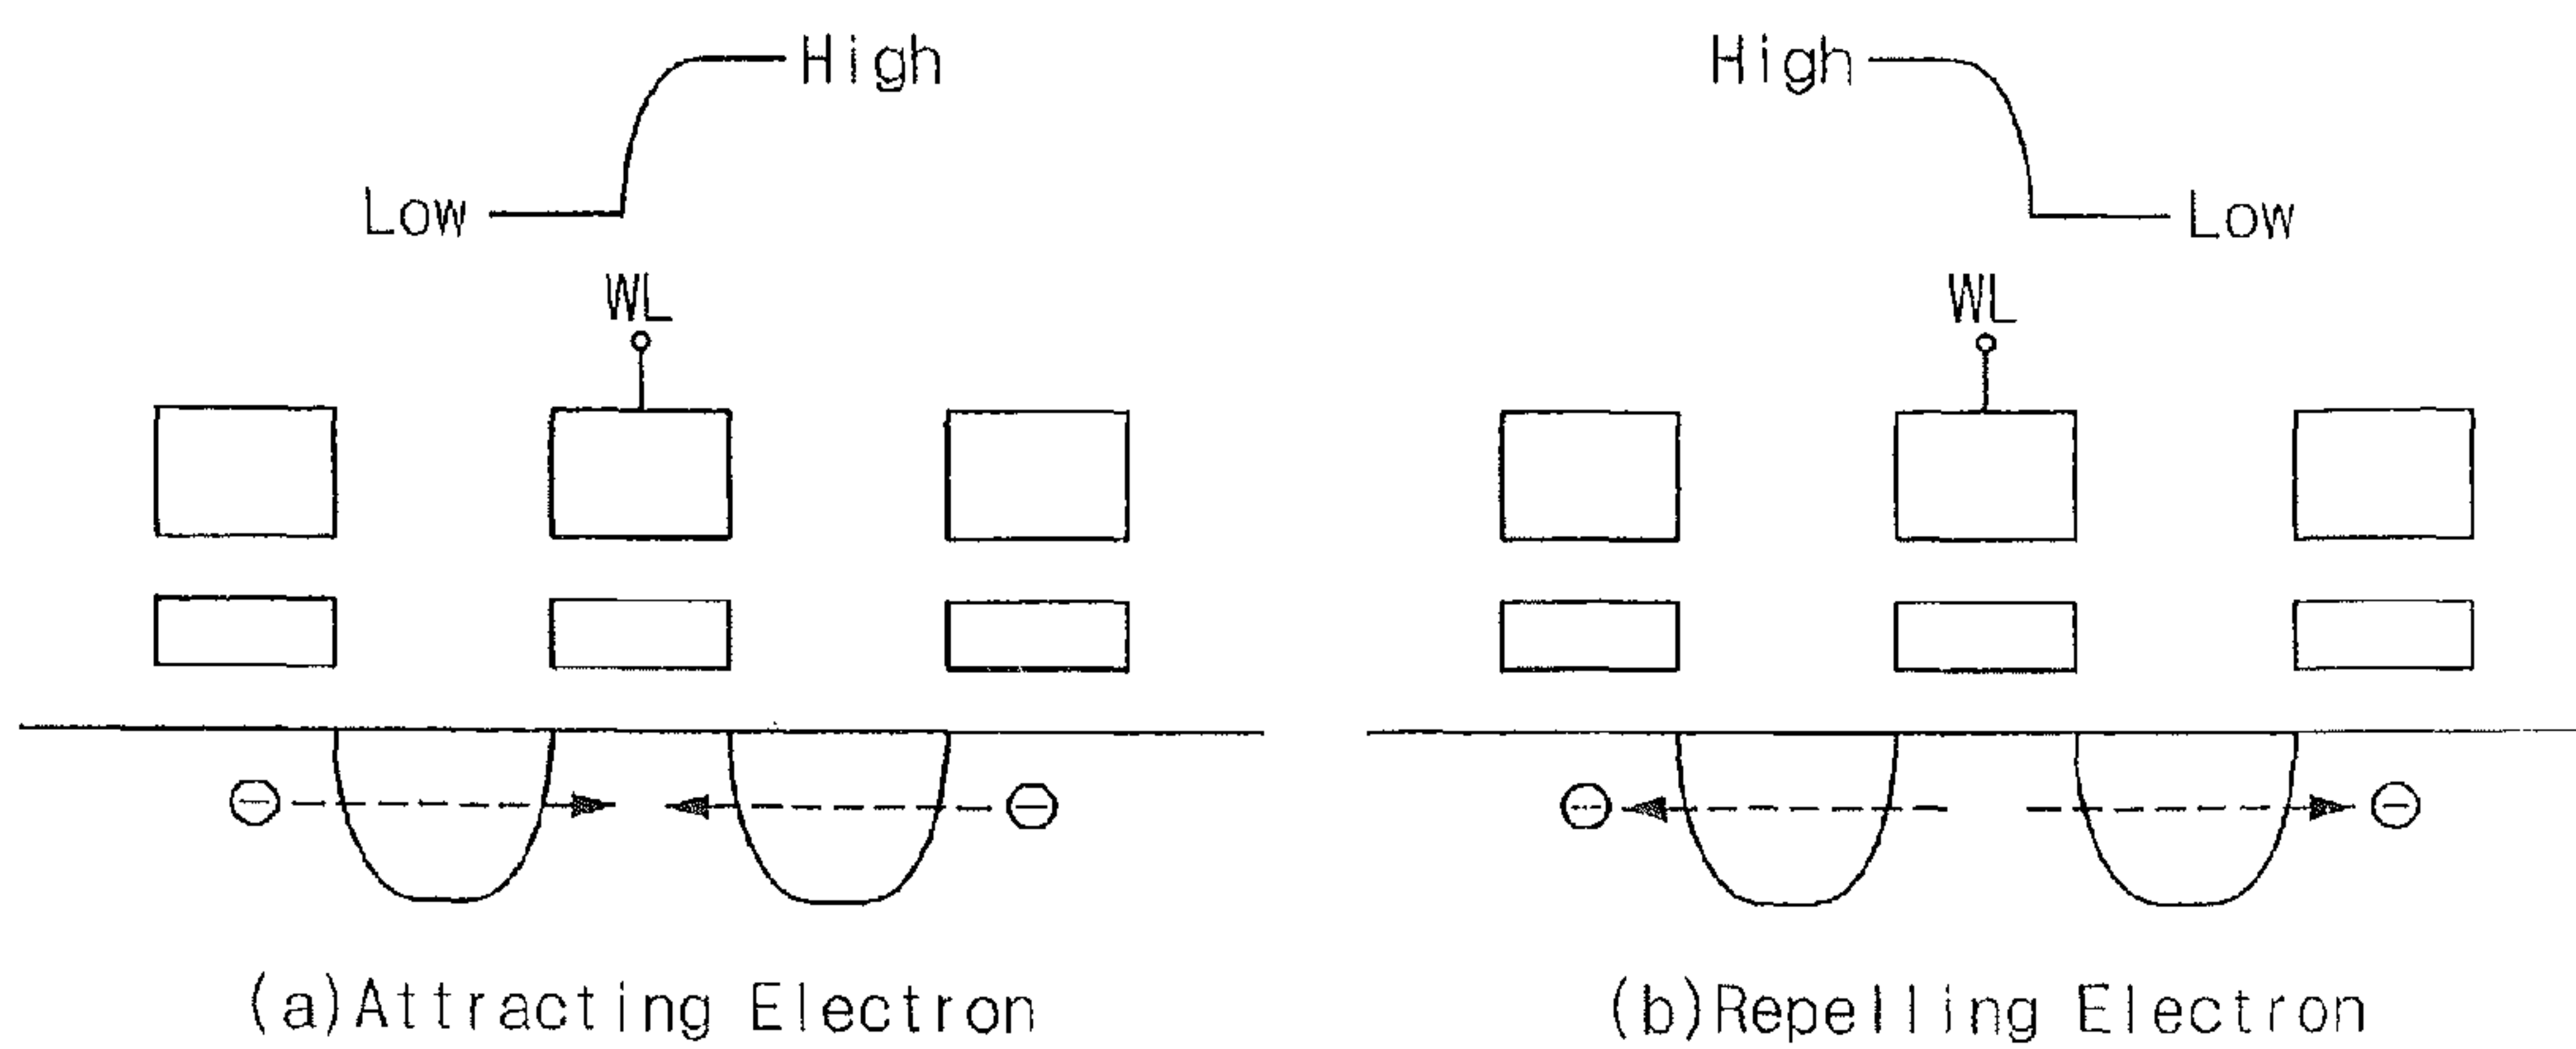 High
High
Low
Low
WL
WL
(a)Attracting Electron
(b)Repelling Electron